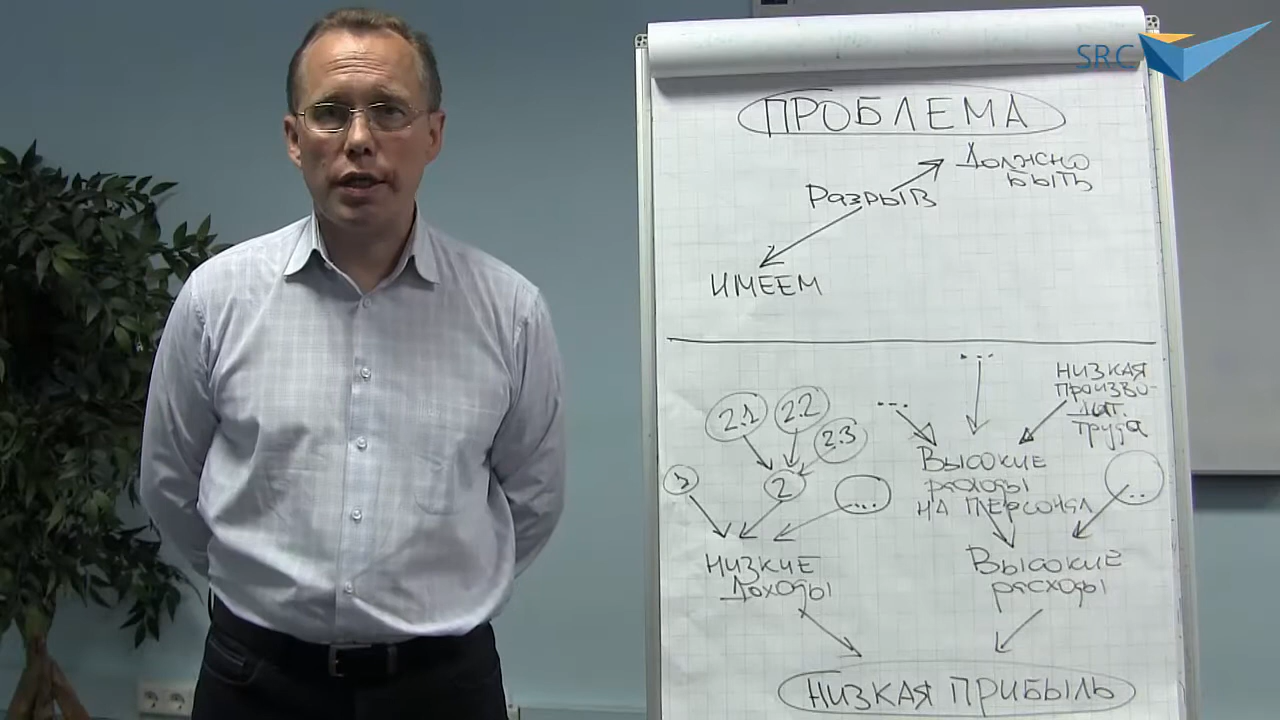 SRC
ПРОБЛЕМА
ДОЛЖНО
БЫТЬ
РАЗРЫВ
ИМЕЕМ
...
НИЗКАЯ
ПРОИЗВО-
ДИТ.
ТРУДА
...
2.1
2.2
2.3
ВЫСОКИЕ
РАСХОДЫ
НА ПЕРСОНАЛ
2
...
..
НИЗКИЕ
ДОХОДЫ
ВЫСОКИЕ
РАСХОДЫ
НИЗКАЯ ПРИБЫЛЬ